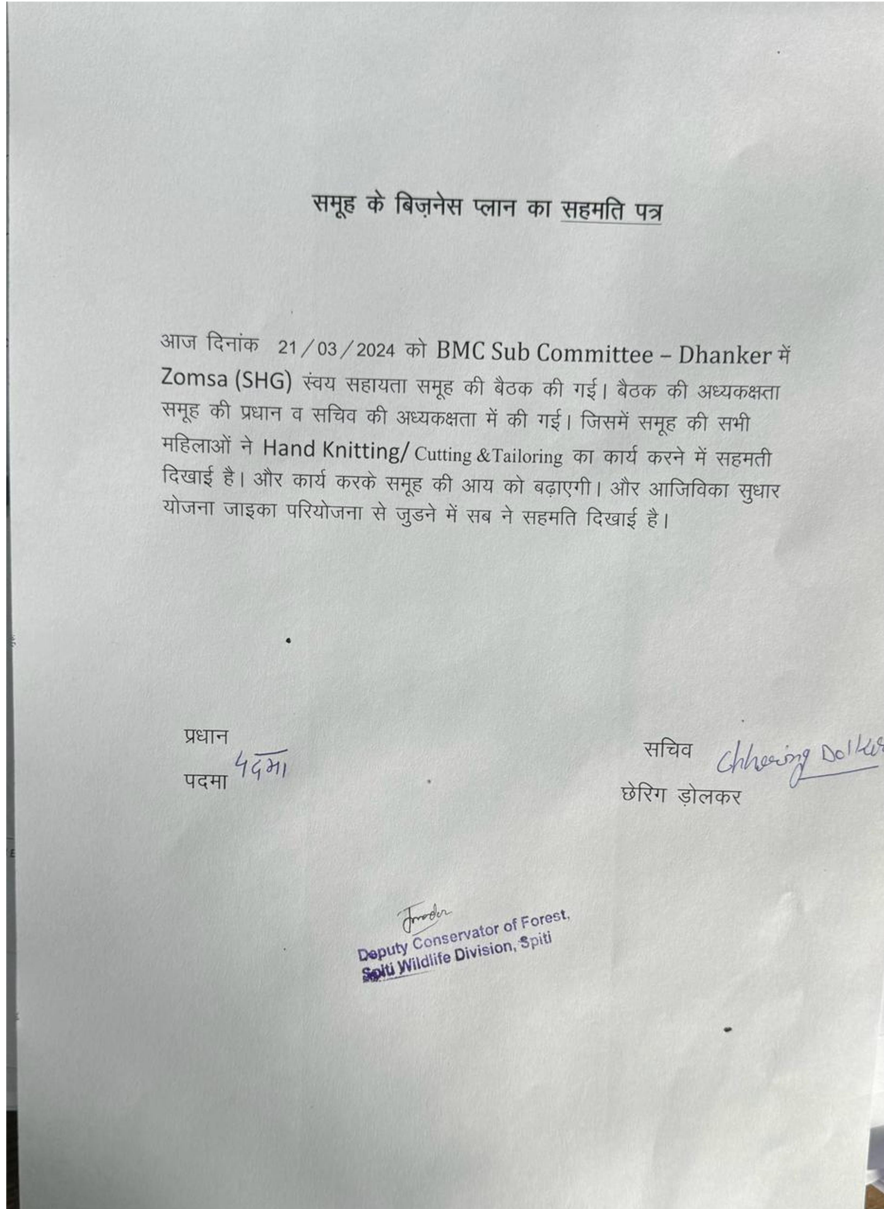 समूह के बिज़नेस प्लान का सहमति पत्र
आज दिनांक 21/03/2024 को BMC Sub Committee – Dhanker में
Zomsa (SHG) स्ंवय सहायता समूह की बैठक की गई। बैठक की अध्यकक्षता
समूह की प्रधान व सचिव की अध्यकक्षता में की गई। जिसमें समूह की सभी
महिलाओं ने Hand Knitting/ Cutting &Tailoring का कार्य करने में सहमती
दिखाई है। और कार्य करके समूह की आय को बढ़ाएगी। और आजिविका सुधार
योजना जाइका परियोजना से जुडने में सब ने सहमति दिखाई है।
प्रधान
पदमा पदमा
सचिव Chhering Dolker
छेरिग ड़ोलकर
Deputy Conservator of Forest,
Spiti Wildlife Division, Spiti